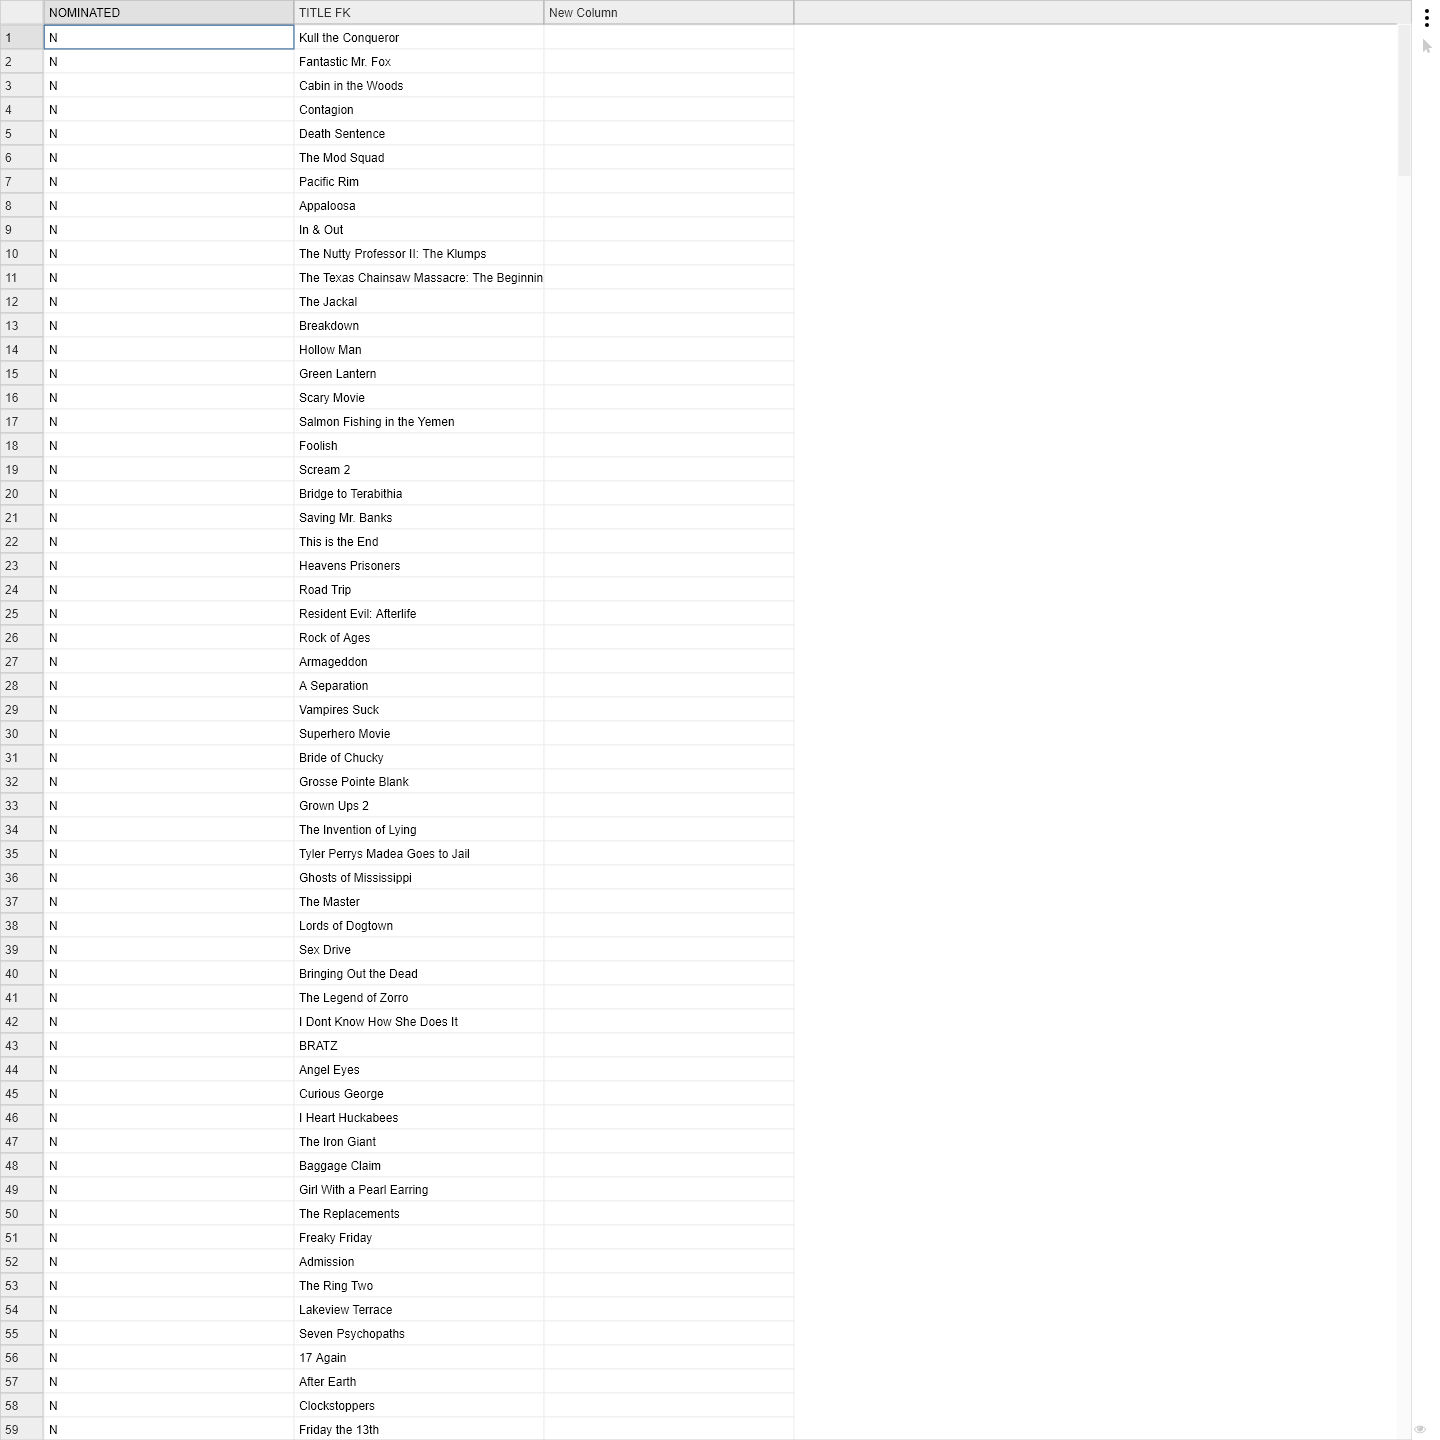 NOMINATED TITLE FK New Column
1 N Kull the Conqueror
2 N Fantastic Mr. Fox
3 N Cabin in the Woods
4 N Contagion
5 N Death Sentence
6 N The Mod Squad
7 N Pacific Rim
8 N Appaloosa
9 N In & Out
10 N The Nutty Professor II: The Klumps
11 N The Texas Chainsaw Massacre: The Beginnin
12 N The Jackal
13 N Breakdown
14 N Hollow Man
15 N Green Lantern
16 N Scary Movie
17 N Salmon Fishing in the Yemen
18 N Foolish
19 N Scream 2
20 N Bridge to Terabithia
21 N Saving Mr. Banks
22 N This is the End
23 N Heavens Prisoners
24 N Road Trip
25 N Resident Evil: Afterlife
26 N Rock of Ages
27 N Armageddon
28 N A Separation
29 N Vampires Suck
30 N Superhero Movie
31 N Bride of Chucky
32 N Grosse Pointe Blank
33 N Grown Ups 2
34 N The Invention of Lying
35 N Tyler Perrys Madea Goes to Jail
36 N Ghosts of Mississippi
37 N The Master
38 N Lords of Dogtown
39 N Sex Drive
40 N Bringing Out the Dead
41 N The Legend of Zorro
42 N I Dont Know How She Does It
43 N BRATZ
44 N Angel Eyes
45 N Curious George
46 N I Heart Huckabees
47 N The Iron Giant
48 N Baggage Claim
49 N Girl With a Pearl Earring
50 N The Replacements
51 N Freaky Friday
52 N Admission
53 N The Ring Two
54 N Lakeview Terrace
55 N Seven Psychopaths
56 N 17 Again
57 N After Earth
58 N Clockstoppers
59 N Friday the 13th